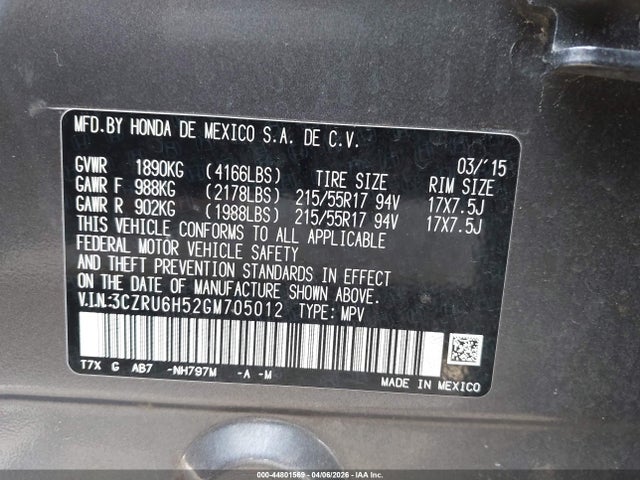 MFD.BY HONDA DE MEXICO S.A. DE C.V.
03/'15
GVWR 1890KG (4166LBS) TIRE SIZE RIM SIZE
GAWR F 988KG (2178LBS) 215/55R17 94V 17X7.5J
GAWR R 902KG (1988LBS) 215/55R17 94V 17X7.5J
THIS VEHICLE CONFORMS TO ALL APPLICABLE
FEDERAL MOTOR VEHICLE SAFETY
AND THEFT PREVENTION STANDARDS IN EFFECT
ON THE DATE OF MANUFACTURE SHOWN ABOVE.
V.I.N.:3CZRU6H52GM705012 TYPE: MPV
T7X G AB7 -NH797M -A -M
MADE IN MEXICO
000-44801569 - 04/06/2026 - IAA Inc.